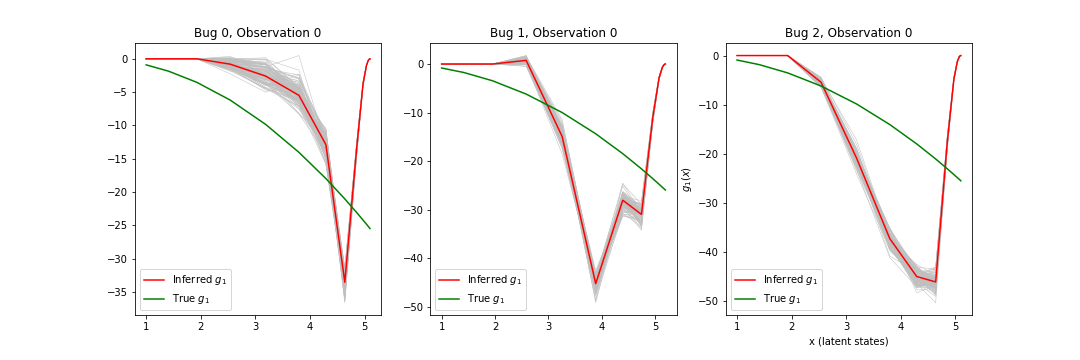 Bug 0, Observation 0
0
−5
−10
−15
−20
−25
−30
−35
1 2 3 4 5
Inferred g₁
True g₁
Bug 1, Observation 0
0
−10
−20
−30
−40
−50
1 2 3 4 5
Inferred g₁
True g₁
Bug 2, Observation 0
g₁(x)
0
−10
−20
−30
−40
−50
1 2 3 4 5
x (latent states)
Inferred g₁
True g₁